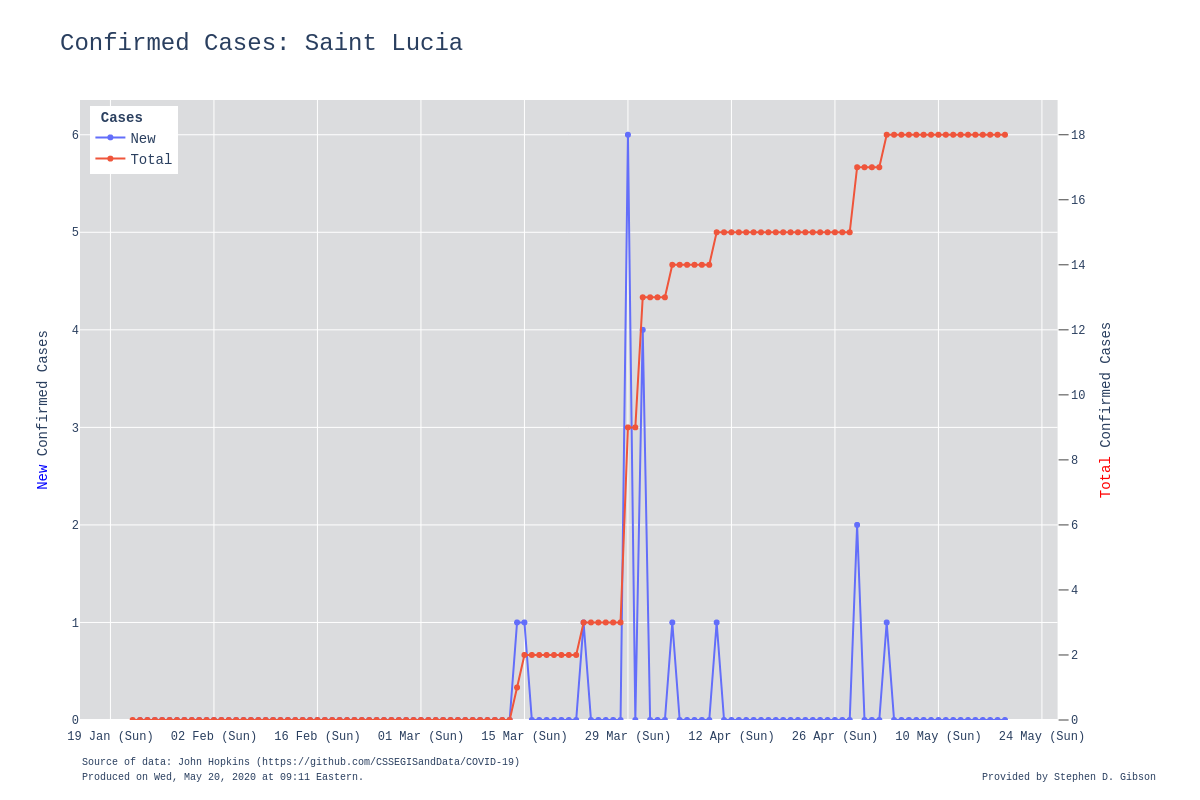 Confirmed Cases: Saint Lucia
Cases
New
Total
6
5
4
3
2
1
0
New Confirmed Cases
18
16
14
12
10
8
6
4
2
0
Total Confirmed Cases
19 Jan (Sun) 02 Feb (Sun) 16 Feb (Sun) 01 Mar (Sun) 15 Mar (Sun) 29 Mar (Sun) 12 Apr (Sun) 26 Apr (Sun) 10 May (Sun) 24 May (Sun)
Source of data: John Hopkins (https://github.com/CSSEGISandData/COVID-19)
Produced on Wed, May 20, 2020 at 09:11 Eastern.
Provided by Stephen D. Gibson